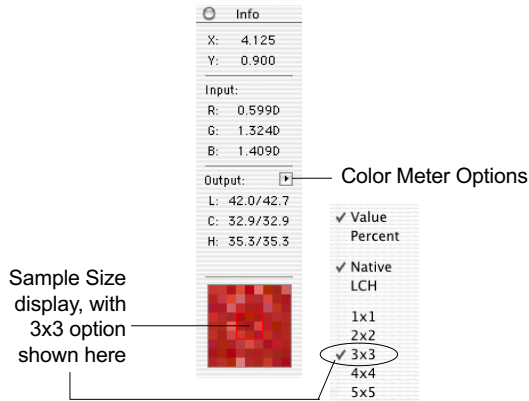 Info
X: 4.125
Y: 0.900
Input:
R: 0.599D
G: 1.324D
B: 1.409D
Output:
L: 42.0/42.7
C: 32.9/32.9
H: 35.3/35.3
Color Meter Options
Value
Percent
Native
LCH
1x1
2x2
3x3
4x4
5x5
Sample Size
display, with
3x3 option
shown here